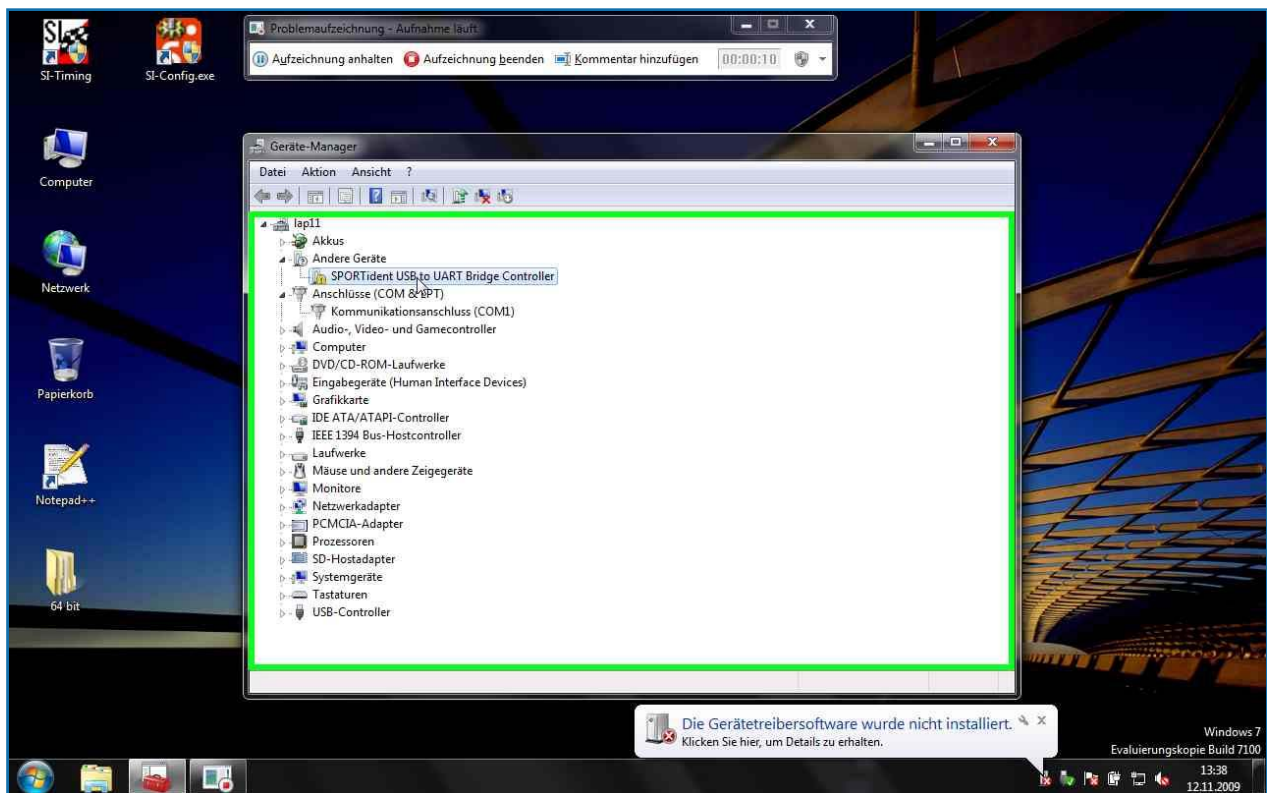 SI-Timing
SI-Config.exe
Computer
Netzwerk
Papierkorb
Notepad++
64 bit
Problemaufzeichnung - Aufnahme läuft
Aufzeichnung anhalten Aufzeichnung beenden Kommentar hinzufügen 00:00:10
Geräte-Manager
Datei Aktion Ansicht ?
lap11
Akkus
Andere Geräte
SPORTident USB to UART Bridge Controller
Anschlüsse (COM & LPT)
Kommunikationsanschluss (COM1)
Audio-, Video- und Gamecontroller
Computer
DVD/CD-ROM-Laufwerke
Eingabegeräte (Human Interface Devices)
Grafikkarte
IDE ATA/ATAPI-Controller
IEEE 1394 Bus-Hostcontroller
Laufwerke
Mäuse und andere Zeigegeräte
Monitore
Netzwerkadapter
PCMCIA-Adapter
Prozessoren
SD-Hostadapter
Systemgeräte
Tastaturen
USB-Controller
Die Gerätetreibersoftware wurde nicht installiert.
Klicken Sie hier, um Details zu erhalten.
Windows 7
Evaluierungskopie Build 7100
13:38
12.11.2009